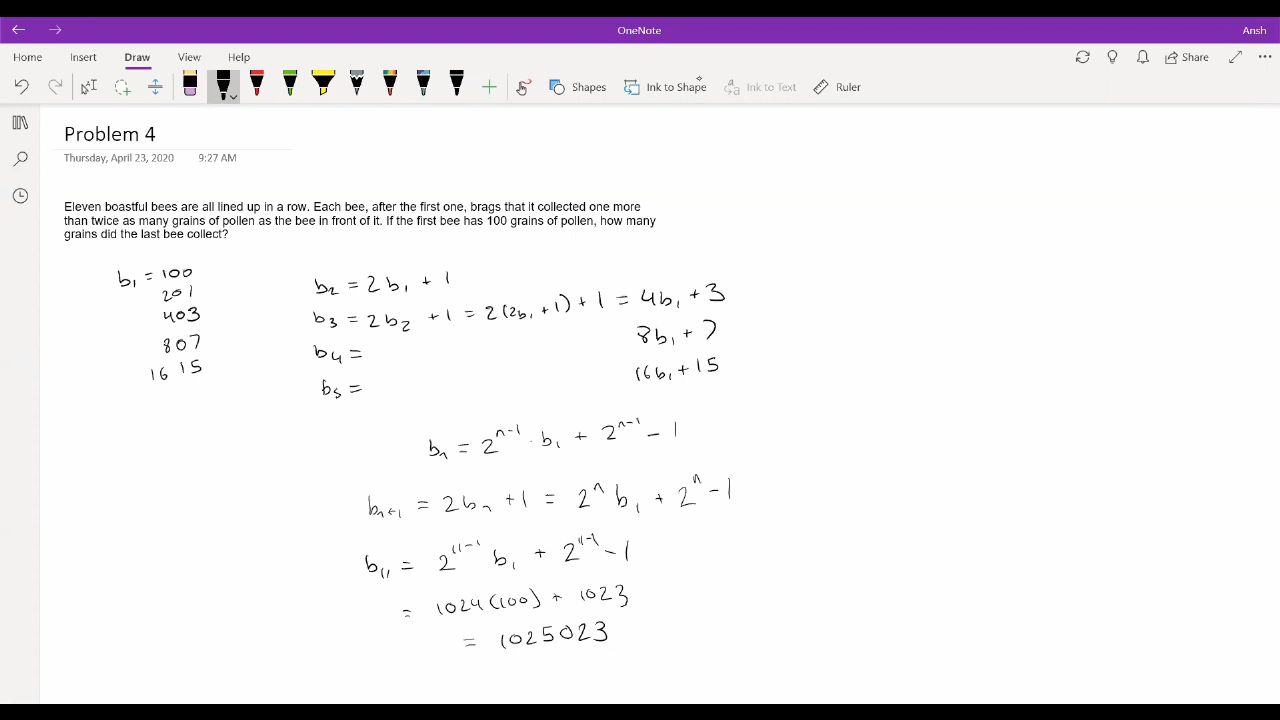 OneNote
Ansh
Home Insert Draw View Help
Share
Shapes Ink to Shape Ink to Text Ruler
Problem 4
Thursday, April 23, 2020 9:27 AM
Eleven boastful bees are all lined up in a row. Each bee, after the first one, brags that it collected one more
than twice as many grains of pollen as the bee in front of it. If the first bee has 100 grains of pollen, how many
grains did the last bee collect?
b₁ = 100
201
403
807
1615
b₂ = 2b₁ + 1
b₃ = 2b₂ + 1 = 2(2b₁ + 1) + 1 = 4b₁ + 3
b₄ = 8b₁ + 7
b₅ = 16b₁ + 15
bₙ = 2ⁿ⁻¹ · b₁ + 2ⁿ⁻¹ − 1
bₙ₊₁ = 2bₙ + 1 = 2ⁿ b₁ + 2ⁿ − 1
b₁₁ = 2¹¹⁻¹ b₁ + 2¹¹⁻¹ − 1
= 1024(100) + 1023
= 1025023